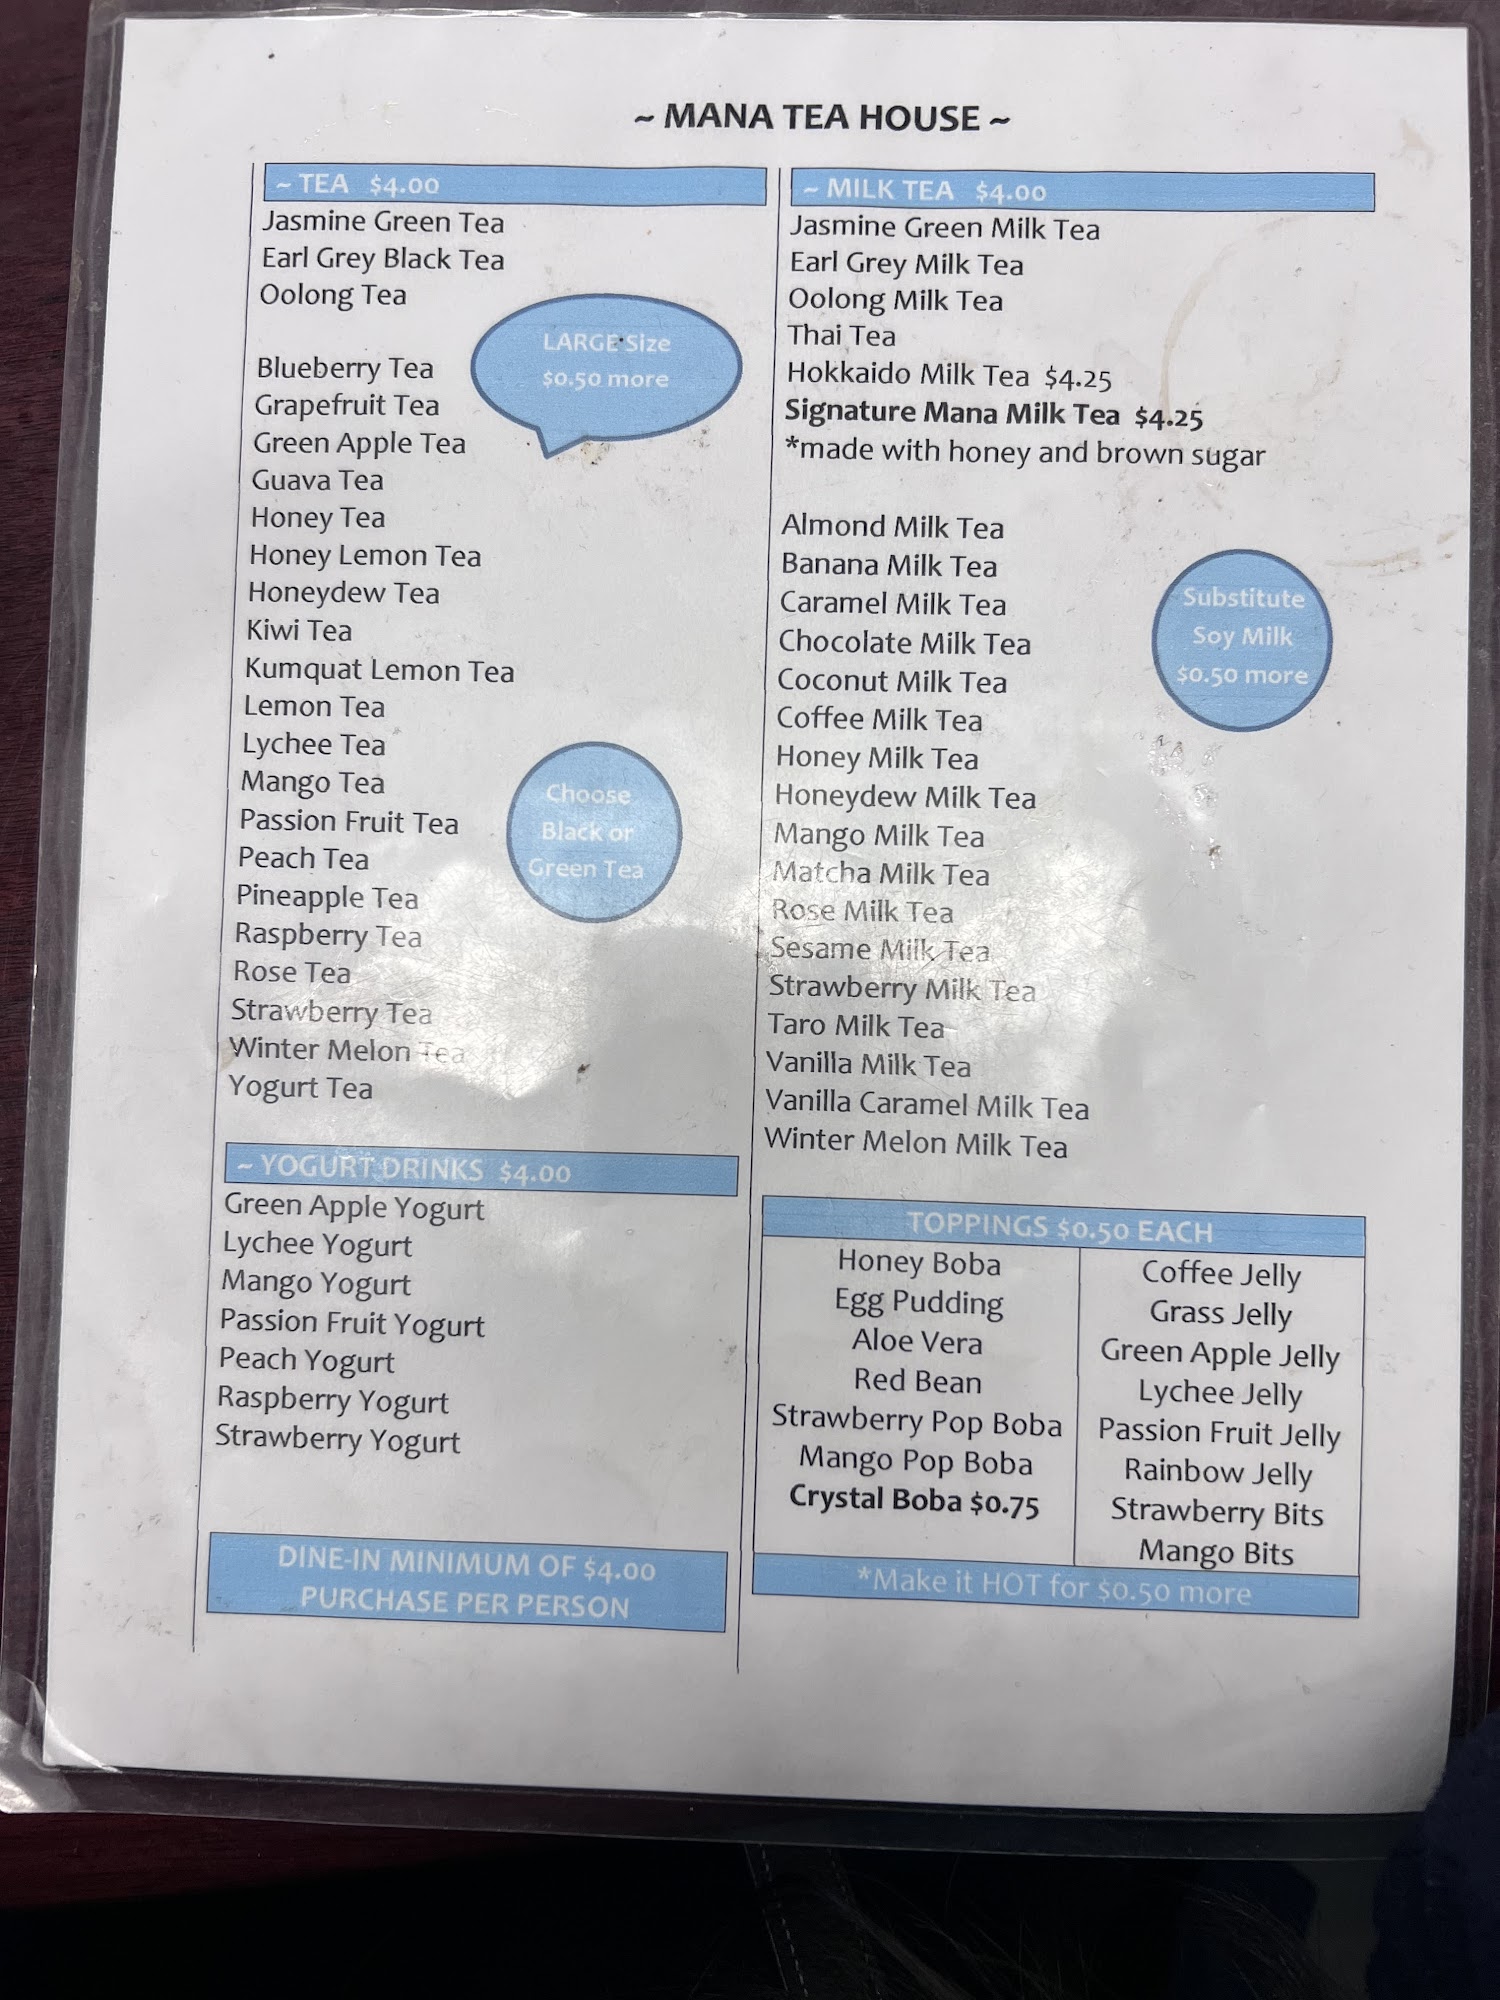 ~ MANA TEA HOUSE ~
~ TEA $4.00
Jasmine Green Tea
Earl Grey Black Tea
Oolong Tea
LARGE Size
$0.50 more
Blueberry Tea
Grapefruit Tea
Green Apple Tea
Guava Tea
Honey Tea
Honey Lemon Tea
Honeydew Tea
Kiwi Tea
Kumquat Lemon Tea
Lemon Tea
Lychee Tea
Mango Tea
Passion Fruit Tea
Peach Tea
Pineapple Tea
Raspberry Tea
Rose Tea
Strawberry Tea
Winter Melon Tea
Yogurt Tea
Choose
Black or
Green Tea
~ YOGURT DRINKS $4.00
Green Apple Yogurt
Lychee Yogurt
Mango Yogurt
Passion Fruit Yogurt
Peach Yogurt
Raspberry Yogurt
Strawberry Yogurt
DINE-IN MINIMUM OF $4.00
PURCHASE PER PERSON
~ MILK TEA $4.00
Jasmine Green Milk Tea
Earl Grey Milk Tea
Oolong Milk Tea
Thai Tea
Hokkaido Milk Tea $4.25
Signature Mana Milk Tea $4.25
*made with honey and brown sugar
Almond Milk Tea
Banana Milk Tea
Caramel Milk Tea
Chocolate Milk Tea
Coconut Milk Tea
Coffee Milk Tea
Honey Milk Tea
Honeydew Milk Tea
Mango Milk Tea
Matcha Milk Tea
Rose Milk Tea
Sesame Milk Tea
Strawberry Milk Tea
Taro Milk Tea
Vanilla Milk Tea
Vanilla Caramel Milk Tea
Winter Melon Milk Tea
Substitute
Soy Milk
$0.50 more
TOPPINGS $0.50 EACH
Honey Boba
Egg Pudding
Aloe Vera
Red Bean
Strawberry Pop Boba
Mango Pop Boba
Crystal Boba $0.75
Coffee Jelly
Grass Jelly
Green Apple Jelly
Lychee Jelly
Passion Fruit Jelly
Rainbow Jelly
Strawberry Bits
Mango Bits
*Make it HOT for $0.50 more